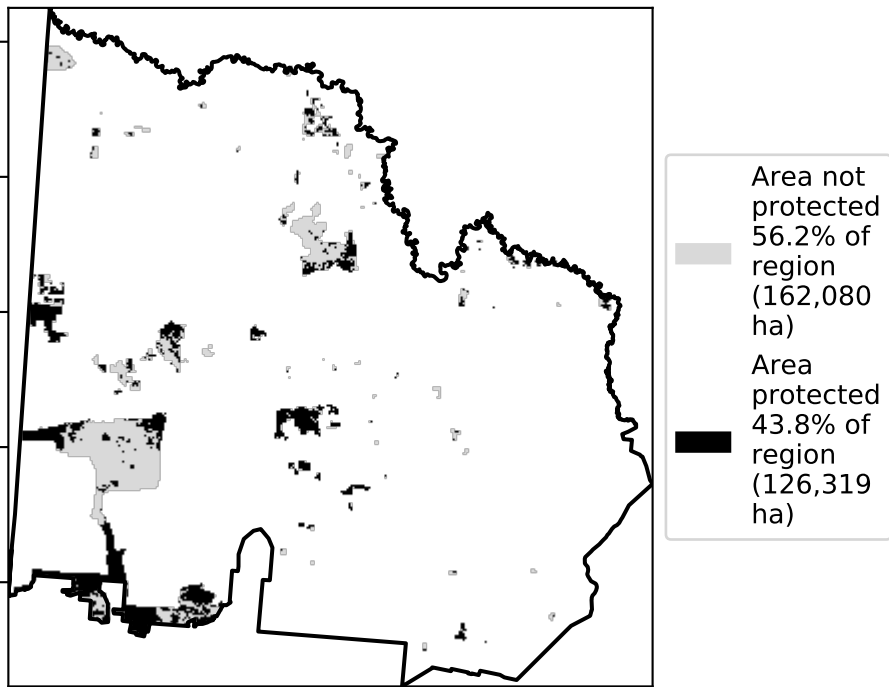 Area not
protected
56.2% of
region
(162,080
ha)
Area
protected
43.8% of
region
(126,319
ha)